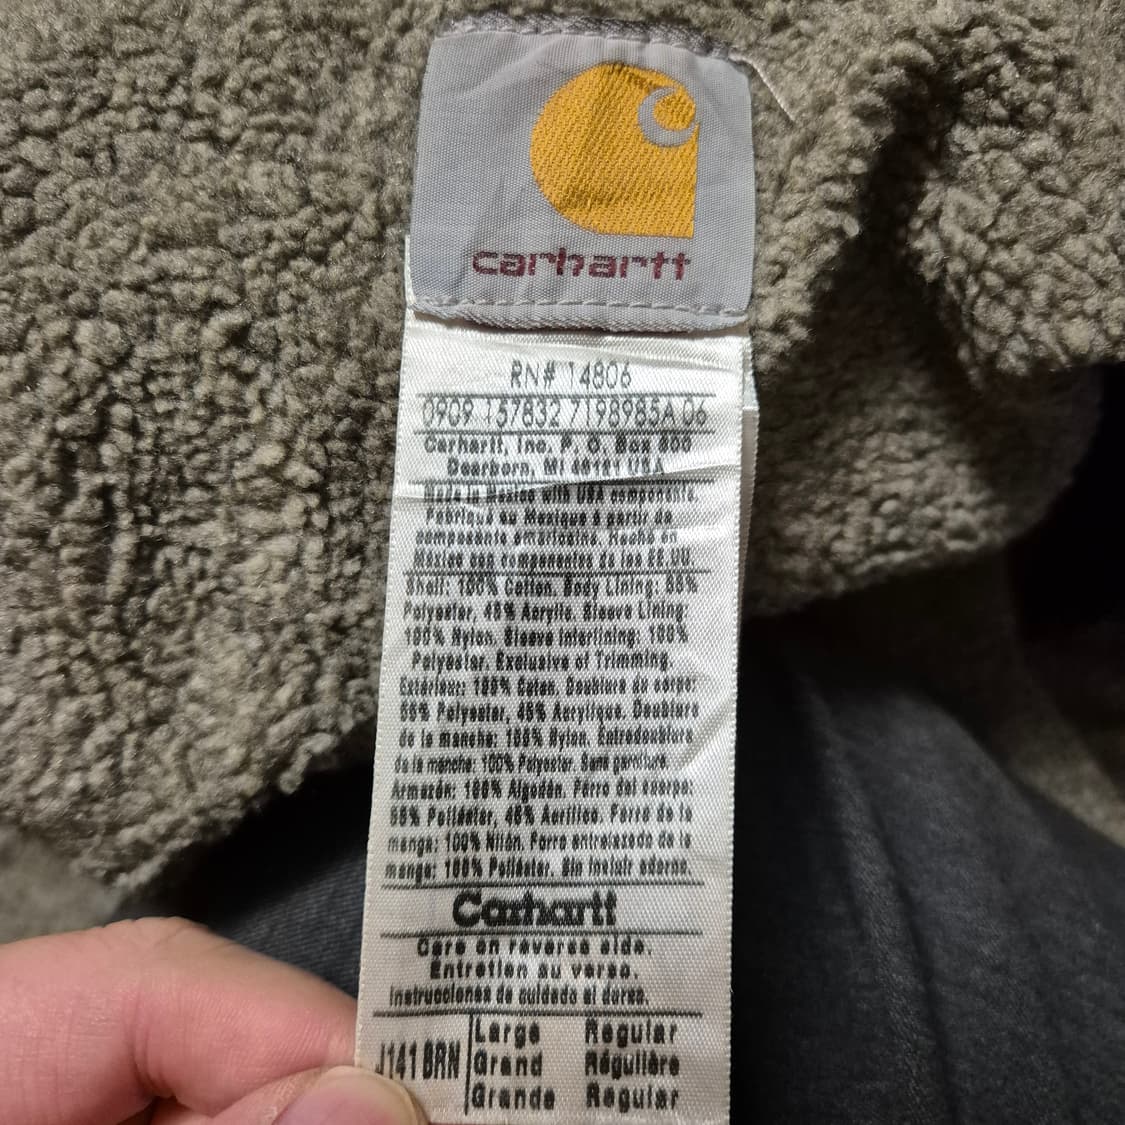 carhartt
RN# 14806
0909 157832 7198985A 06
Carhartt, Inc. P. O. Box 600
Dearborn, MI 48121 USA
Made in Mexico with USA components.
Fabriqué au Mexique à partir de
composants américains. Hecho en
México con componentes de los EE.UU.
Shell: 100% Cotton. Body Lining: 55%
Polyester, 45% Acrylic. Sleeve Lining:
100% Nylon. Sleeve Interlining: 100%
Polyester. Exclusive of Trimming.
Extérieur: 100% Coton. Doublure du corps:
55% Polyester, 45% Acrylique. Doublure
de la manche: 100% Nylon. Entredoublure
de la manche: 100% Polyester. Sans garniture.
Armazón: 100% Algodón. Forro del cuerpo:
55% Poliéster, 45% Acrílico. Forro de la
manga: 100% Nilón. Forro entrelazado de la
manga: 100% Poliéster. Sin incluir adorno.
Carhartt
Care on reverse side.
Entretien au verso.
Instrucciones de cuidado al dorso.
J141 BRN
Large Regular
Grand Régulière
Grande Regular